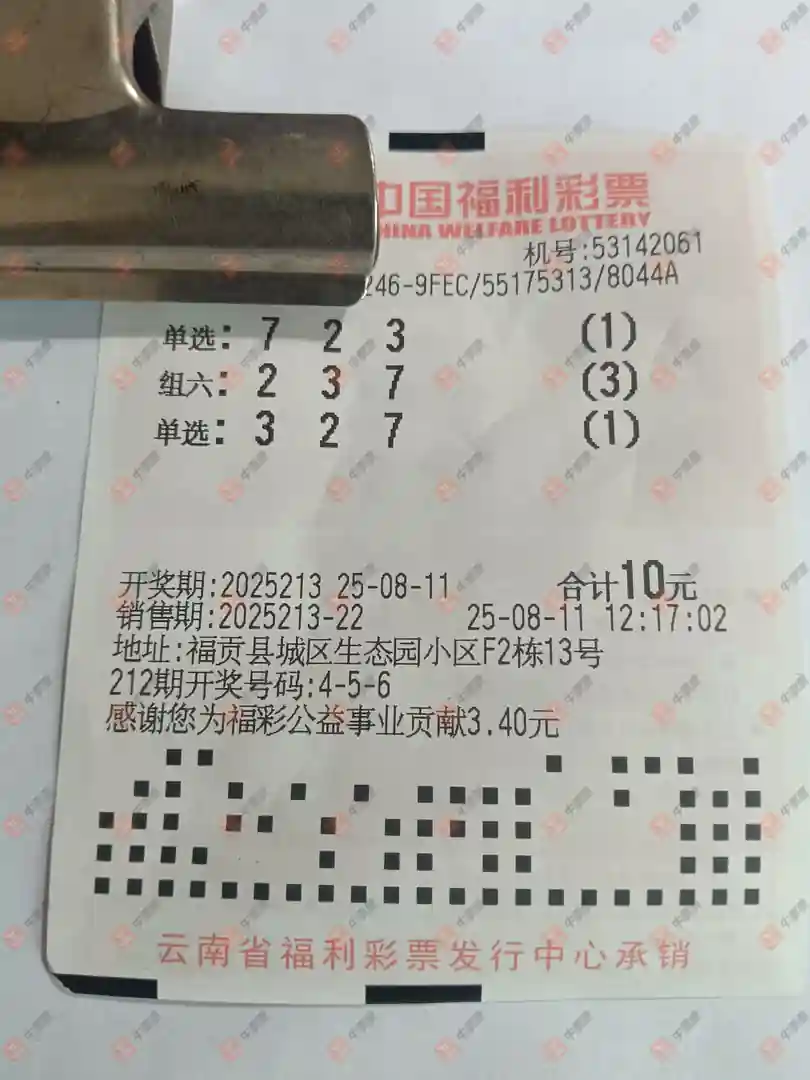 中国福利彩票
CHINA WELFARE LOTTERY
机号:53142061
246-9FEC/55175313/8044A
单选: 7 2 3 (1)
组六: 2 3 7 (3)
单选: 3 2 7 (1)
开奖期:2025213 25-08-11 合计10元
销售期:2025213-22 25-08-11 12:17:02
地址:福贡县城区生态园小区F2栋13号
212期开奖号码:4-5-6
感谢您为福彩公益事业贡献3.40元
云南省福利彩票发行中心承销